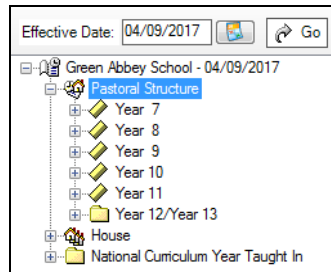 Effective Date: 04/09/2017 Go
Green Abbey School - 04/09/2017
Pastoral Structure
Year 7
Year 8
Year 9
Year 10
Year 11
Year 12/Year 13
House
National Curriculum Year Taught In